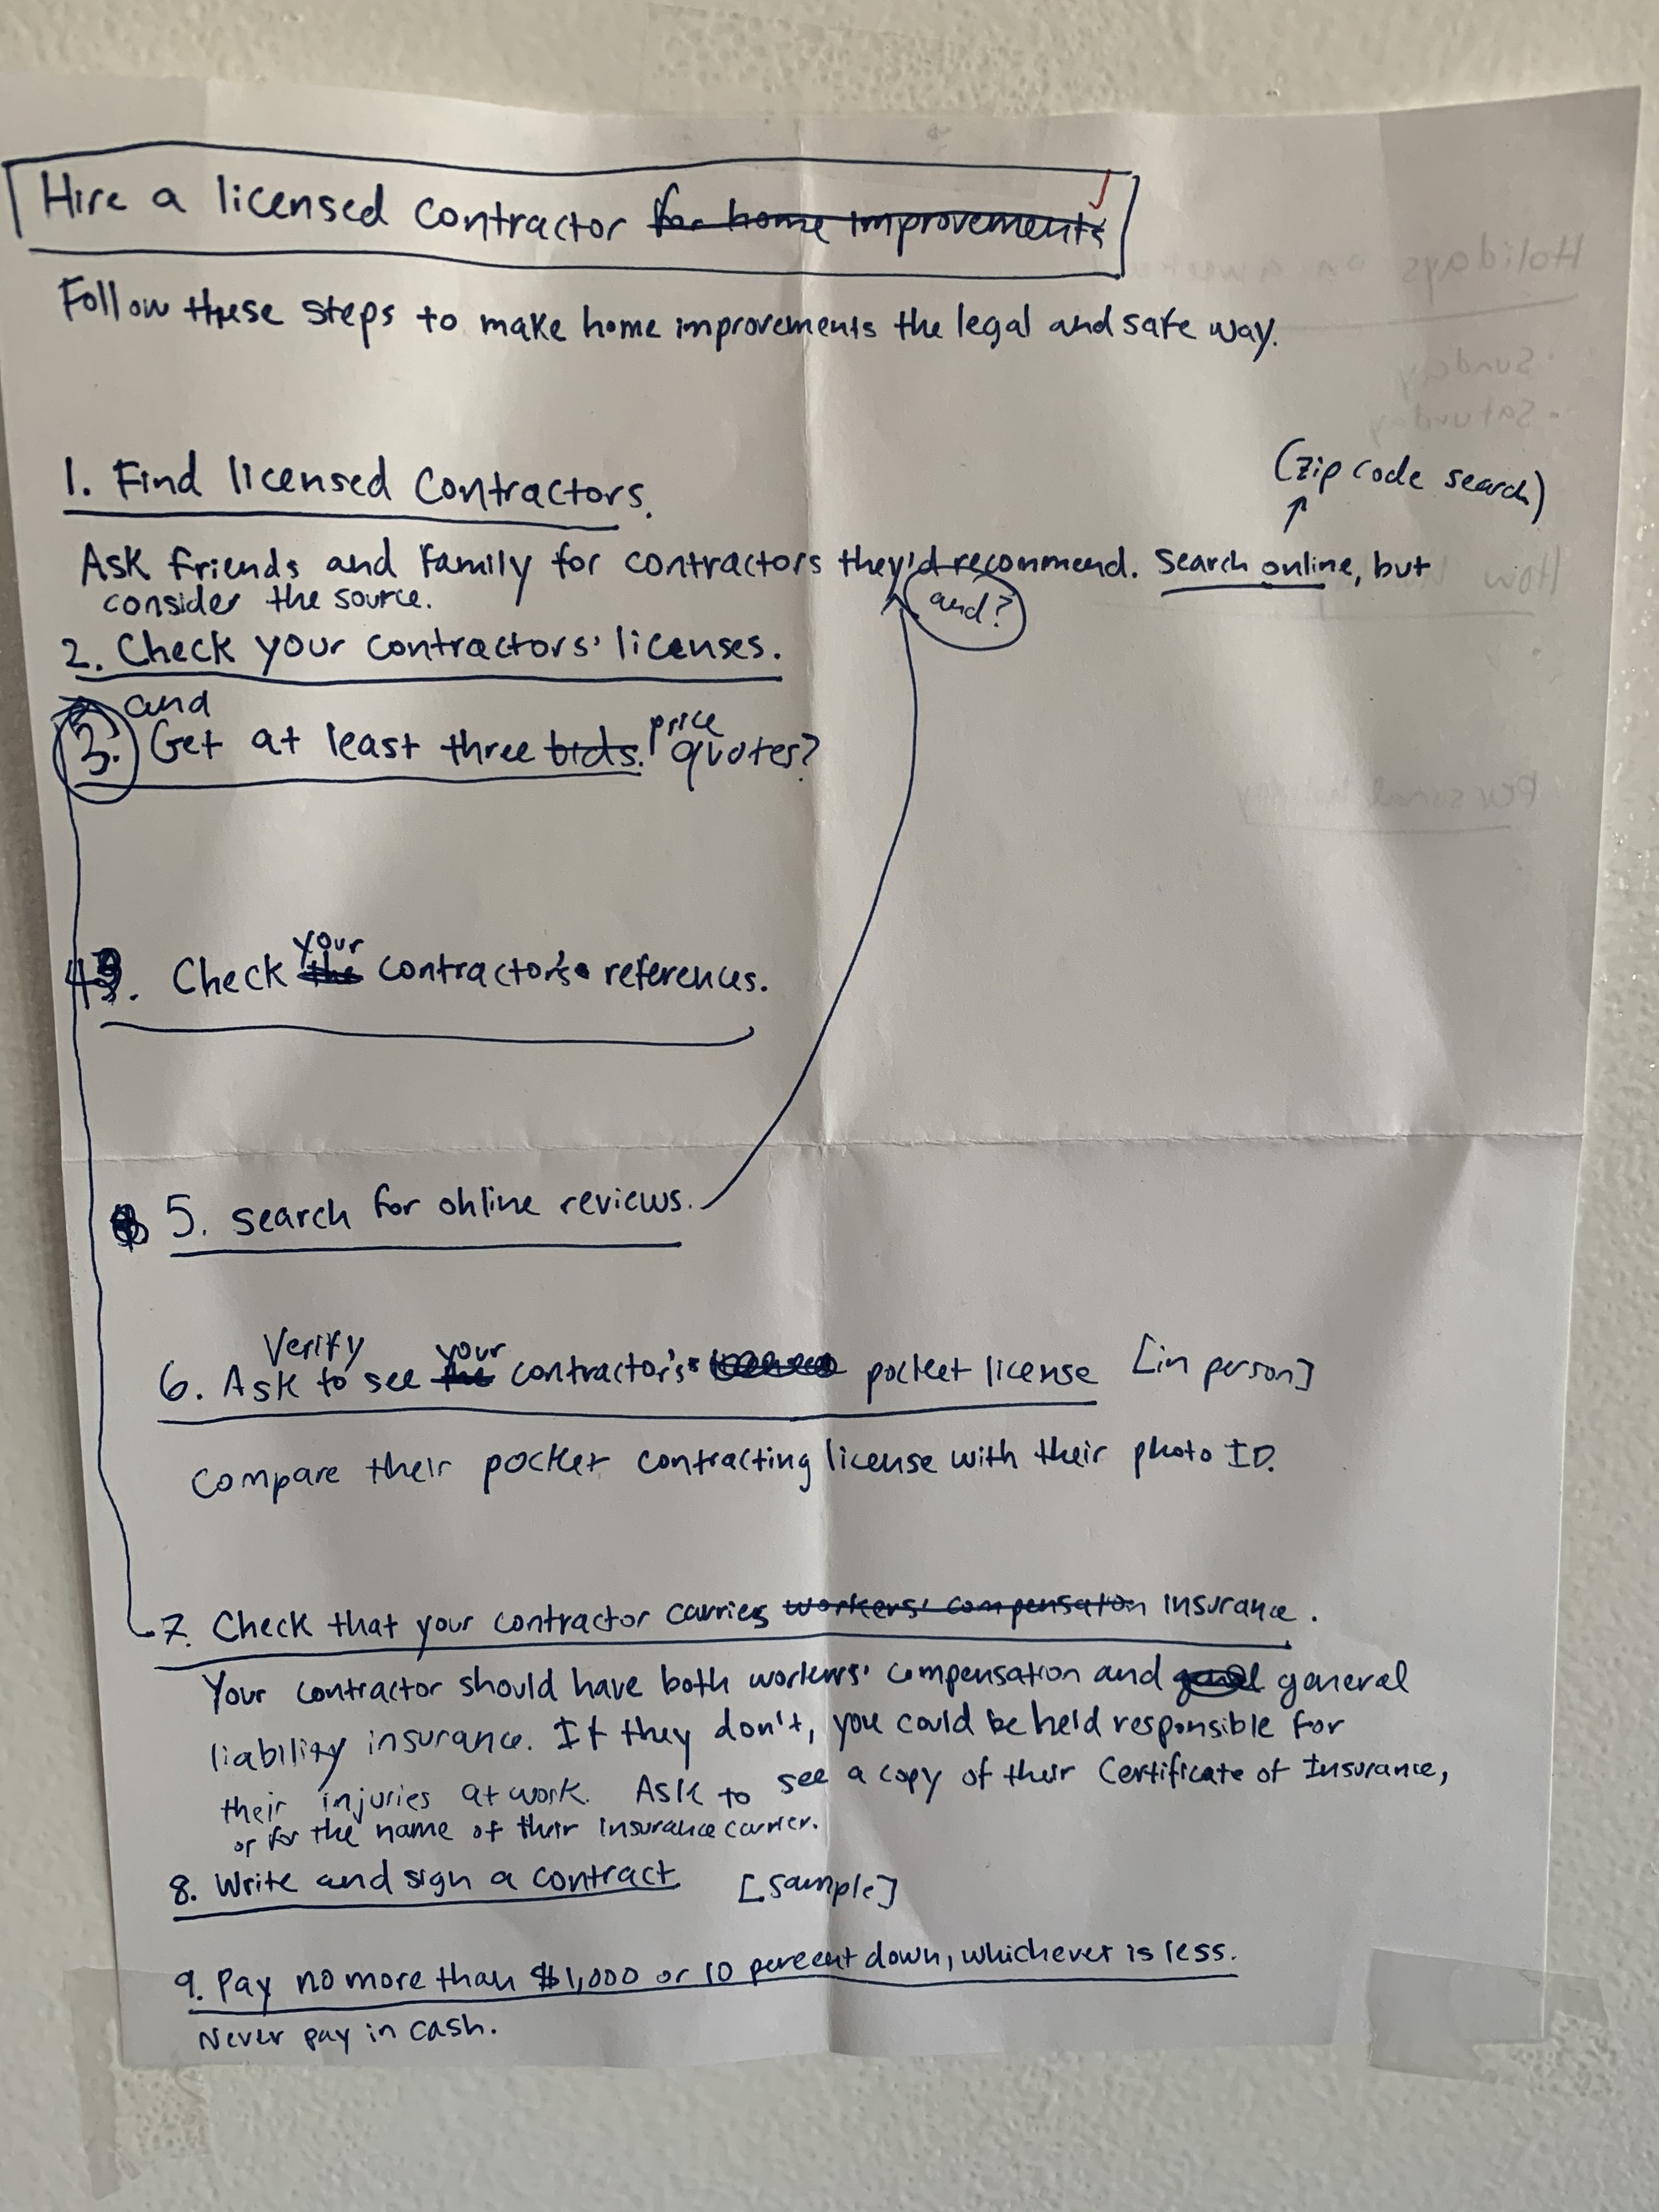 Hire a licensed contractor for home improvements
Follow these steps to make home improvements the legal and safe way.
1. Find licensed contractors.
(zip code search)
Ask friends and family for contractors they'd recommend. Search online, but
consider the source.
and?
2. Check your contractors' licenses.
and
3. Get at least three bids. price quotes?
your
4. Check the contractor's references.
5. Search for online reviews.
Verify your
6. Ask to see the contractor's pocket license [in person]
Compare their pocket contracting license with their photo ID.
7. Check that your contractor carries workers' compensation insurance.
Your contractor should have both workers' compensation and general
liability insurance. If they don't, you could be held responsible for
their injuries at work. Ask to see a copy of their Certificate of Insurance,
or for the name of their insurance carrier.
8. Write and sign a contract [sample]
9. Pay no more than $1,000 or 10 percent down, whichever is less.
Never pay in cash.
Holidays on a
Sunday
Saturday
How
Personal